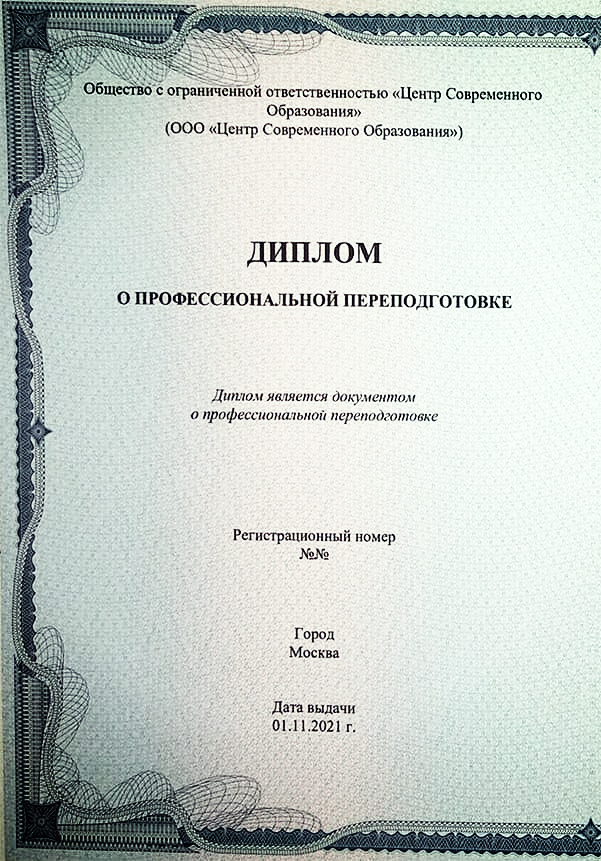 Общество с ограниченной ответственностью «Центр Современного
Образования»
(ООО «Центр Современного Образования»)
ДИПЛОМ
О ПРОФЕССИОНАЛЬНОЙ ПЕРЕПОДГОТОВКЕ
Диплом является документом
о профессиональной переподготовке
Регистрационный номер
№№
Город
Москва
Дата выдачи
01.11.2021 г.